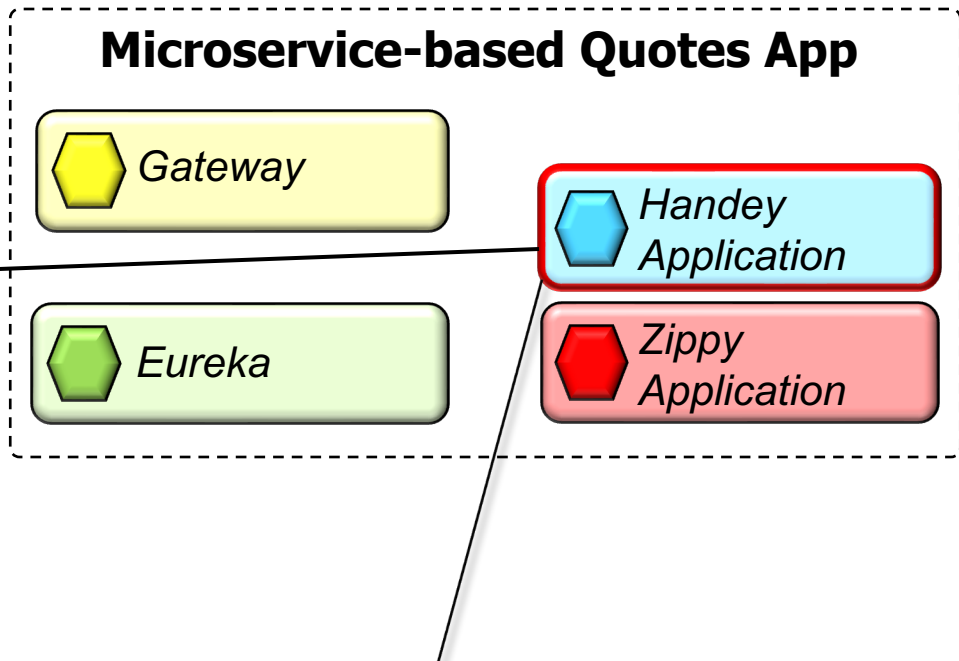 Microservice-based Quotes App
Gateway
Handey
Application
Eureka
Zippy
Application